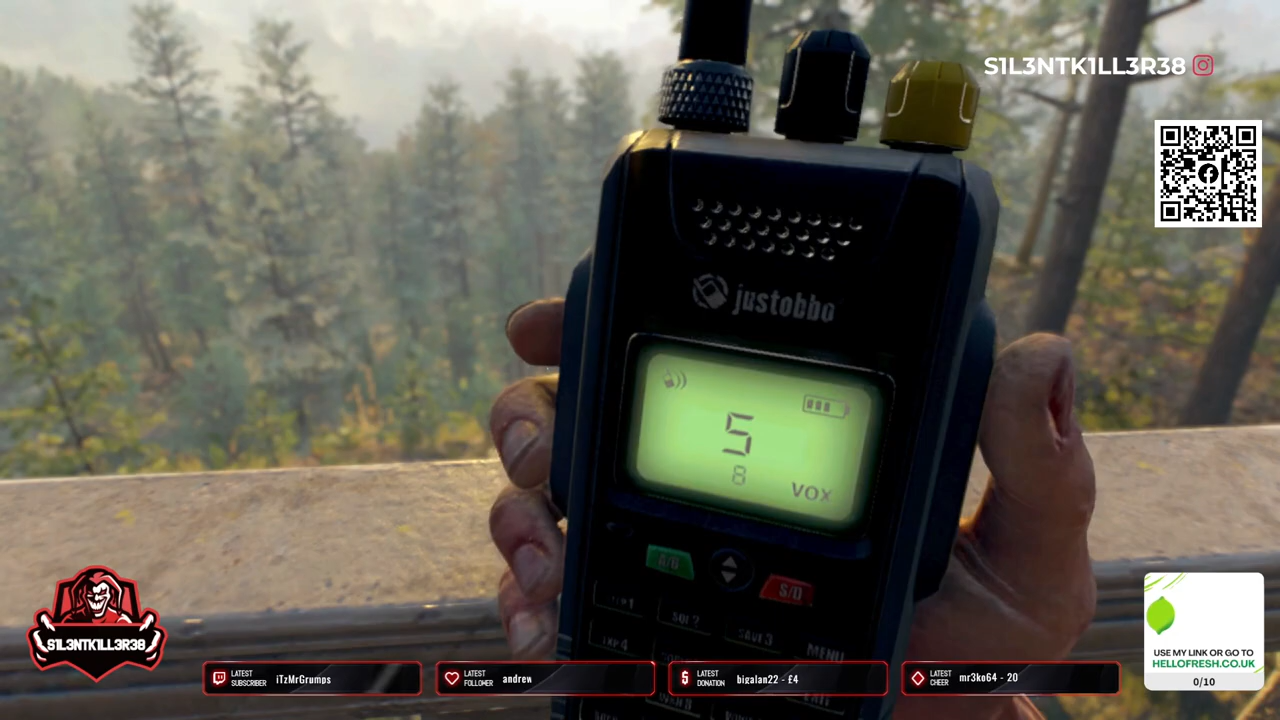 S1L3NTK1LL3R38
justobbo
5
8
VOX
A/B
S/D
MENU
S1L3NTK1LL3R38
LATEST SUBSCRIBER
iTzMrGrumps
LATEST FOLLOWER
andrew
LATEST DONATION
bigalan22 - £4
LATEST CHEER
mr3ko64 - 20
USE MY LINK OR GO TO
HELLOFRESH.CO.UK
0/10